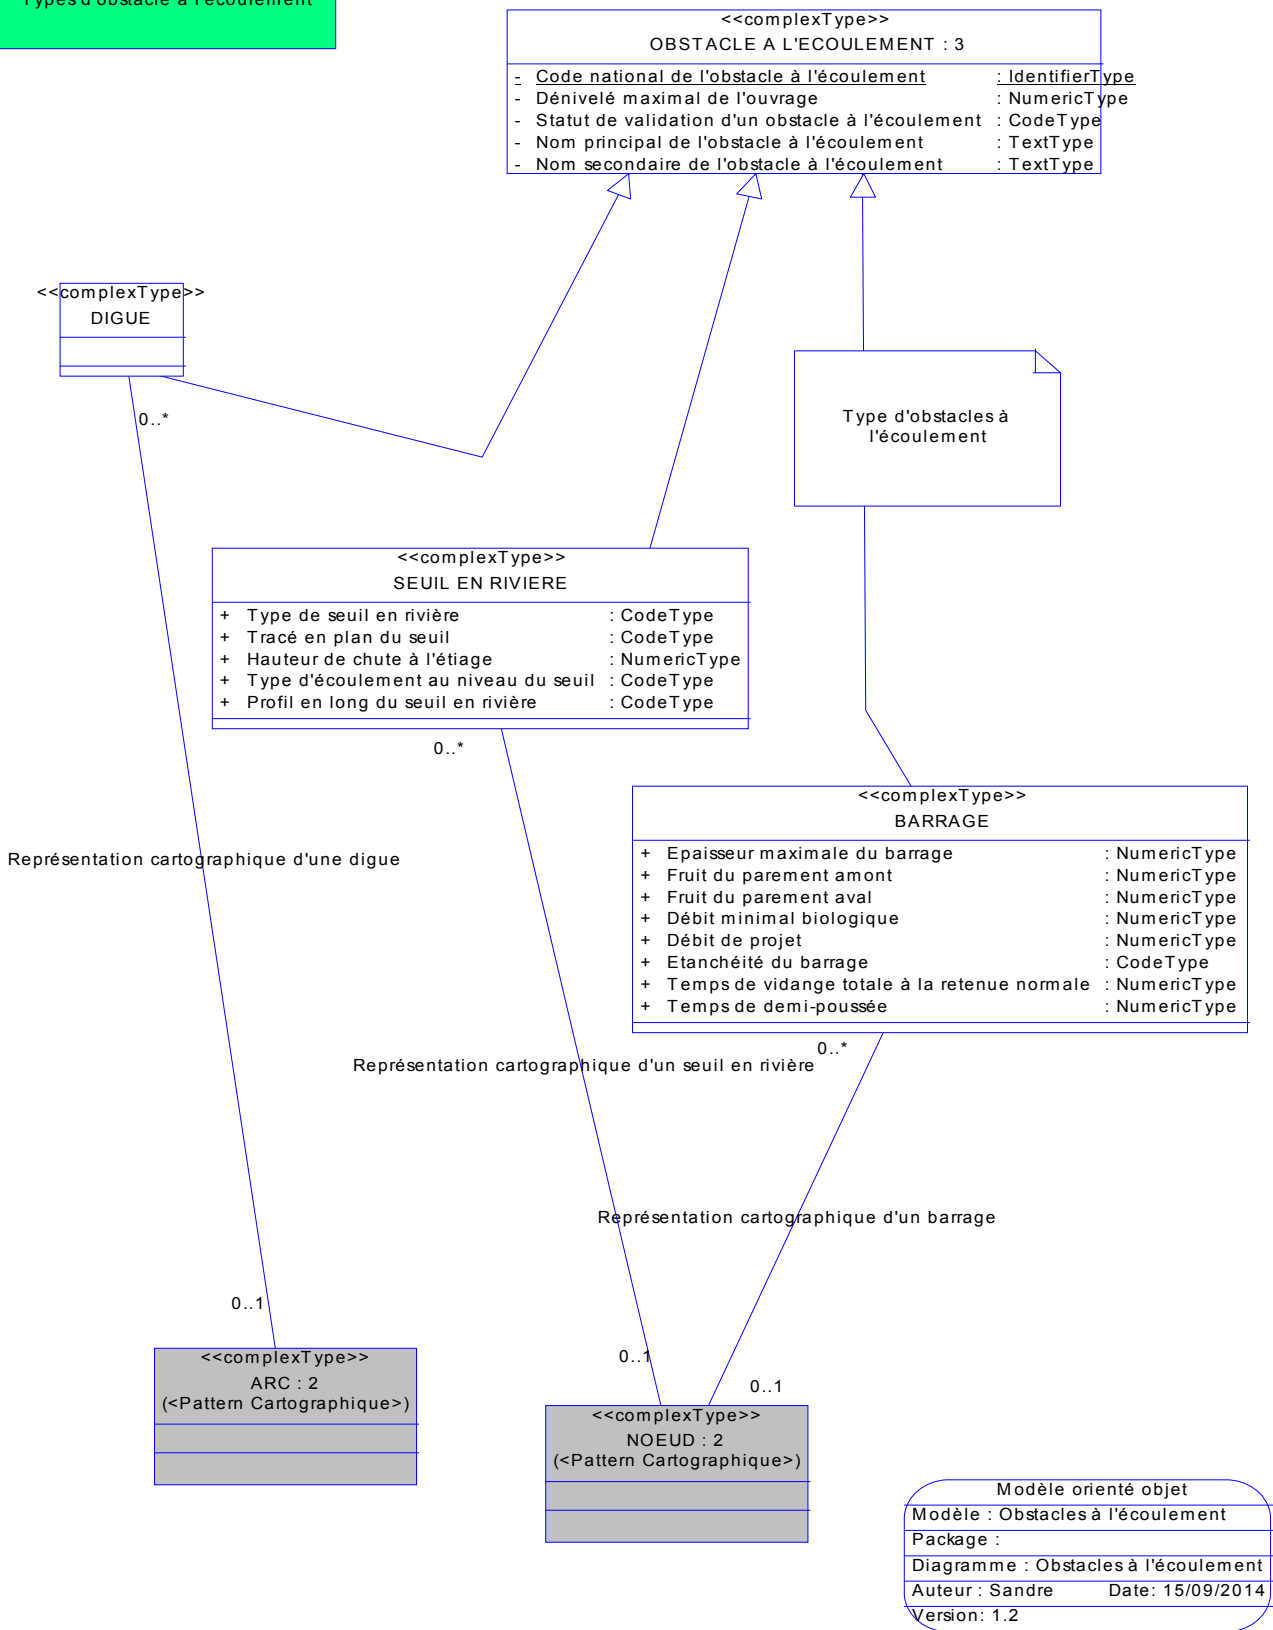 Types d'obstacle à l'écoulement
<<complexType>>
OBSTACLE A L'ECOULEMENT : 3
- Code national de l'obstacle à l'écoulement : IdentifierType
- Dénivelé maximal de l'ouvrage : NumericType
- Statut de validation d'un obstacle à l'écoulement : CodeType
- Nom principal de l'obstacle à l'écoulement : TextType
- Nom secondaire de l'obstacle à l'écoulement : TextType
<<complexType>>
DIGUE
0..*
Type d'obstacles à
l'écoulement
<<complexType>>
SEUIL EN RIVIERE
+ Type de seuil en rivière : CodeType
+ Tracé en plan du seuil : CodeType
+ Hauteur de chute à l'étiage : NumericType
+ Type d'écoulement au niveau du seuil : CodeType
+ Profil en long du seuil en rivière : CodeType
0..*
<<complexType>>
BARRAGE
+ Epaisseur maximale du barrage : NumericType
+ Fruit du parement amont : NumericType
+ Fruit du parement aval : NumericType
+ Débit minimal biologique : NumericType
+ Débit de projet : NumericType
+ Etanchéité du barrage : CodeType
+ Temps de vidange totale à la retenue normale : NumericType
+ Temps de demi-poussée : NumericType
Représentation cartographique d'une digue
0..*
Représentation cartographique d'un seuil en rivière
Représentation cartographique d'un barrage
0..1
<<complexType>>
ARC : 2
(<Pattern Cartographique>)
0..1
0..1
<<complexType>>
NOEUD : 2
(<Pattern Cartographique>)
Modèle orienté objet
Modèle : Obstacles à l'écoulement
Package :
Diagramme : Obstacles à l'écoulement
Auteur : Sandre Date: 15/09/2014
Version: 1.2